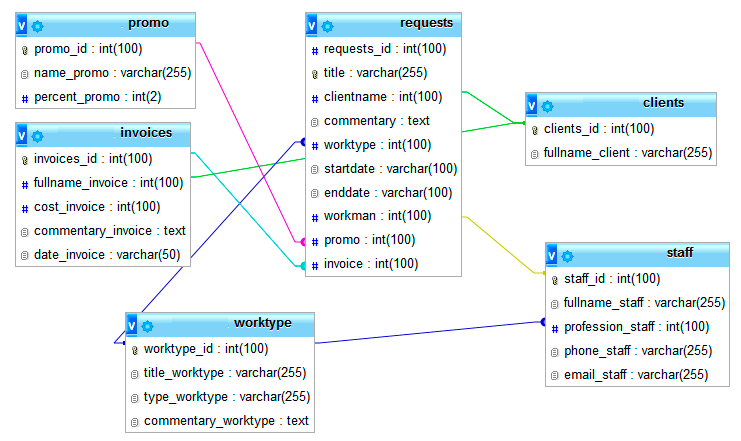 promo
promo_id : int(100)
name_promo : varchar(255)
# percent_promo : int(2)
invoices
invoices_id : int(100)
# fullname_invoice : int(100)
# cost_invoice : int(100)
commentary_invoice : text
date_invoice : varchar(50)
requests
# requests_id : int(100)
title : varchar(255)
# clientname : int(100)
commentary : text
# worktype : int(100)
startdate : varchar(100)
enddate : varchar(100)
# workman : int(100)
# promo : int(100)
# invoice : int(100)
clients
clients_id : int(100)
fullname_client : varchar(255)
staff
staff_id : int(100)
fullname_staff : varchar(255)
# profession_staff : int(100)
phone_staff : varchar(255)
email_staff : varchar(255)
worktype
worktype_id : int(100)
title_worktype : varchar(255)
type_worktype : varchar(255)
commentary_worktype : text